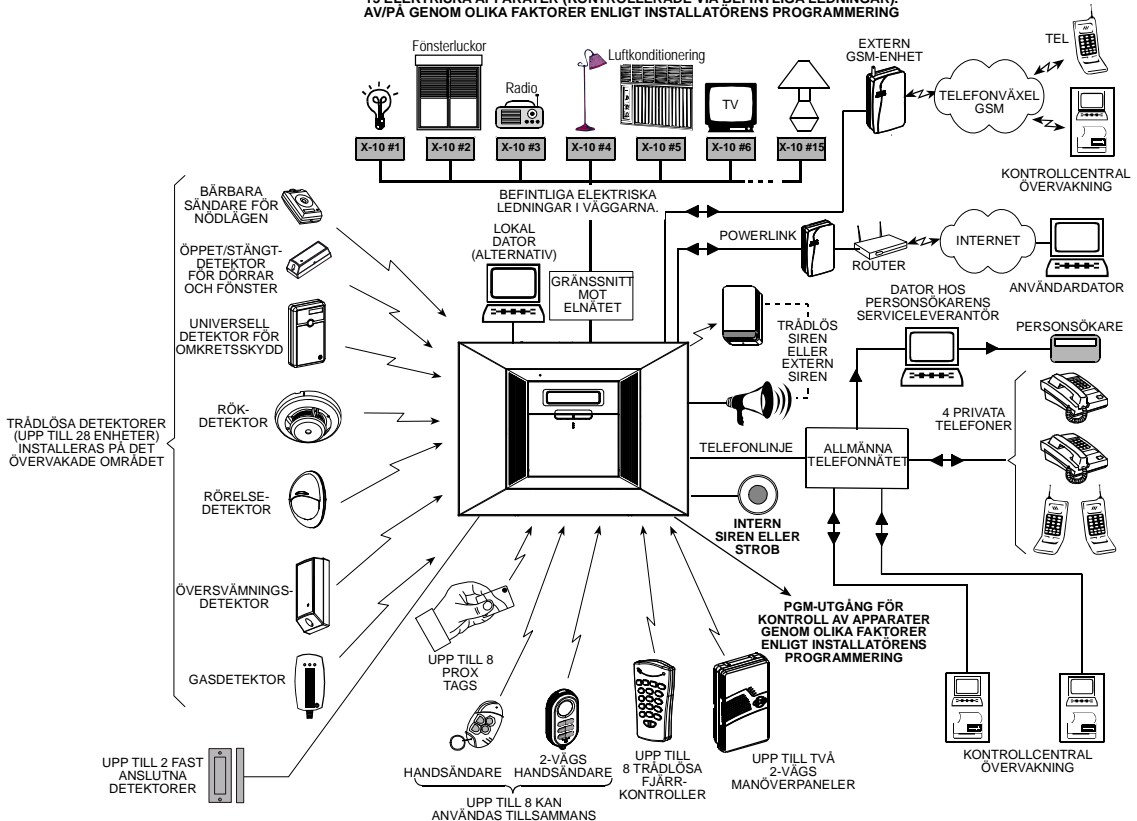 15 ELEKTRISKA APPARATER (KONTROLLERADE VIA BEFINTLIGA LEDNINGAR).
AV/PÅ GENOM OLIKA FAKTORER ENLIGT INSTALLATÖRENS PROGRAMMERING
Fönsterluckor
Radio
Luftkonditionering
TV
X-10 #1
X-10 #2
X-10 #3
X-10 #4
X-10 #5
X-10 #6
X-10 #15
EXTERN
GSM-ENHET
TEL
TELEFONVÄXEL
GSM
KONTROLLCENTRAL
ÖVERVAKNING
BEFINTLIGA ELEKTRISKA
LEDNINGAR I VÄGGARNA.
LOKAL
DATOR
(ALTERNATIV)
GRÄNSSNITT
MOT
ELNÄTET
POWERLINK
ROUTER
INTERNET
ANVÄNDARDATOR
BÄRBARA
SÄNDARE FÖR
NÖDLÄGEN
ÖPPET/STÄNGT-
DETEKTOR
FÖR DÖRRAR
OCH FÖNSTER
UNIVERSELL
DETEKTOR FÖR
OMKRETSSKYDD
RÖK-
DETEKTOR
TRÅDLÖSA DETEKTORER
(UPP TILL 28 ENHETER)
INSTALLERAS PÅ DET
ÖVERVAKADE OMRÅDET
RÖRELSE-
DETEKTOR
ÖVERSVÄMNINGS-
DETEKTOR
GASDETEKTOR
UPP TILL 2 FAST
ANSLUTNA
DETEKTORER
TRÅDLÖS
SIREN
ELLER
EXTERN
SIREN
DATOR HOS
PERSONSÖKARENS
SERVICELEVERANTÖR
PERSONSÖKARE
TELEFONLINJE
ALLMÄNNA
TELEFONNÄTET
4 PRIVATA
TELEFONER
INTERN
SIREN ELLER
STROB
PGM-UTGÅNG FÖR
KONTROLL AV APPARATER
GENOM OLIKA FAKTORER
ENLIGT INSTALLATÖRENS
PROGRAMMERING
UPP TILL 8
PROX
TAGS
HANDSÄNDARE
2-VÄGS
HANDSÄNDARE
UPP TILL 8 KAN
ANVÄNDAS TILLSAMMANS
UPP TILL
8 TRÅDLÖSA
FJÄRR-
KONTROLLER
UPP TILL TVÅ
2-VÄGS
MANÖVERPANELER
KONTROLLCENTRAL
ÖVERVAKNING